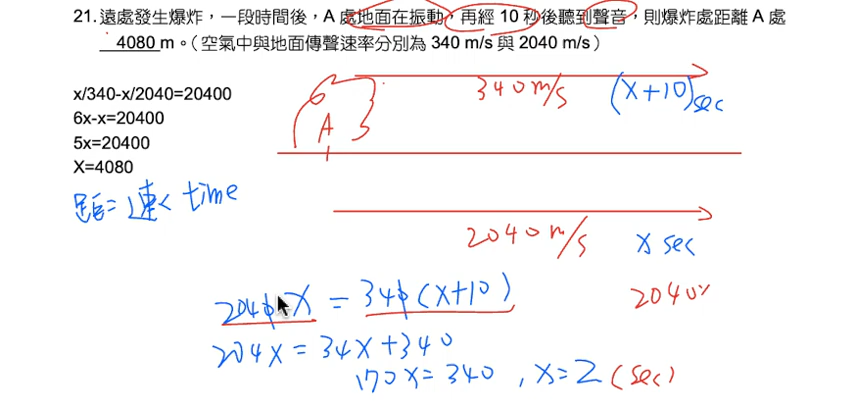 21.遠處發生爆炸，一段時間後，A 處地面在振動，再經 10 秒後聽到聲音，則爆炸處距離 A 處
4080 m。（空氣中與地面傳聲速率分別為 340 m/s 與 2040 m/s）
340 m/s (x+10)sec
x/340-x/2040=20400
6x-x=20400
A
5x=20400
X=4080
距=速× time
2040 m/s x sec
2040 x = 340 (x+10)
2040x
204x = 34x+340
170x=340 , x=2 (sec)